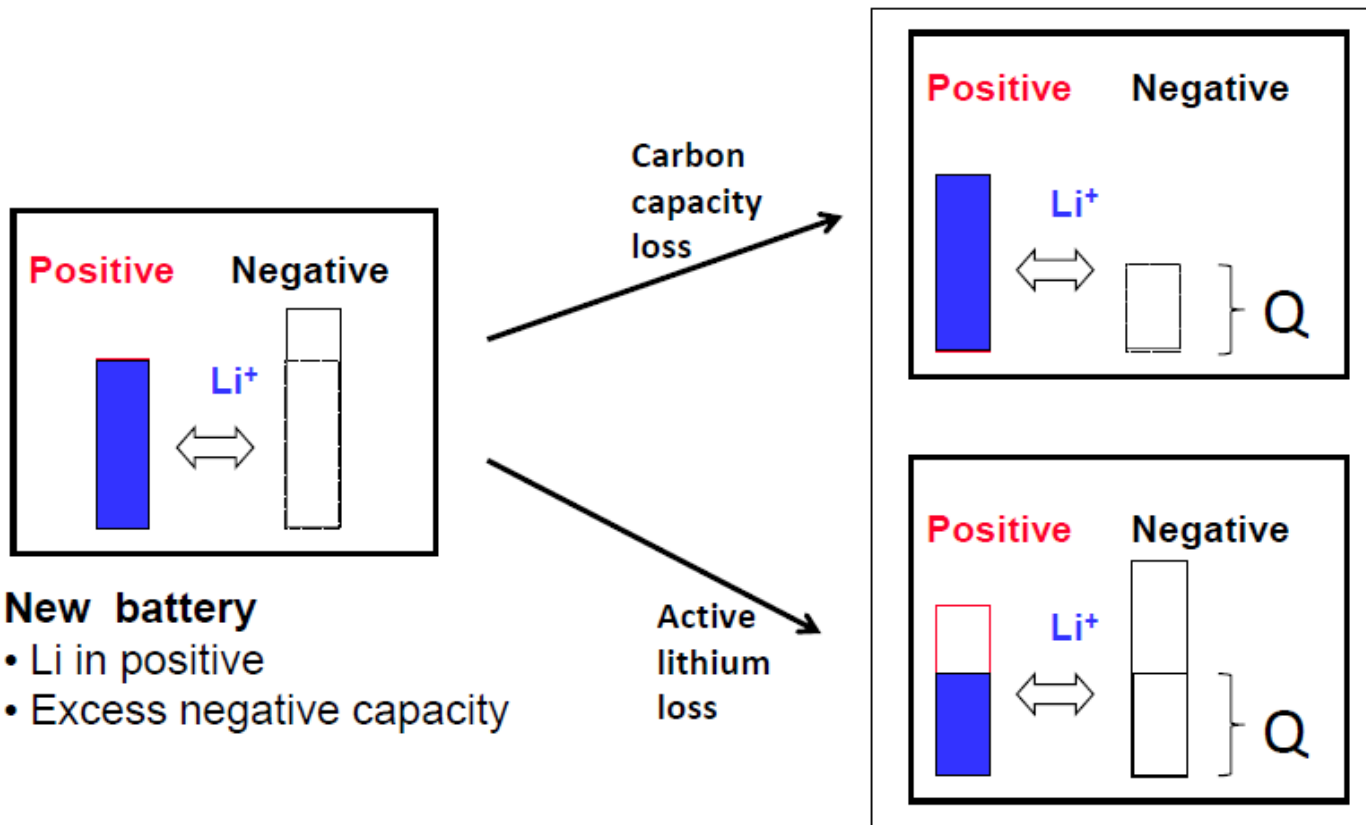 Positive Negative
Li⁺
New battery
• Li in positive
• Excess negative capacity
Carbon
capacity
loss
Active
lithium
loss
Positive Negative
Li⁺
Q
Positive Negative
Li⁺
Q